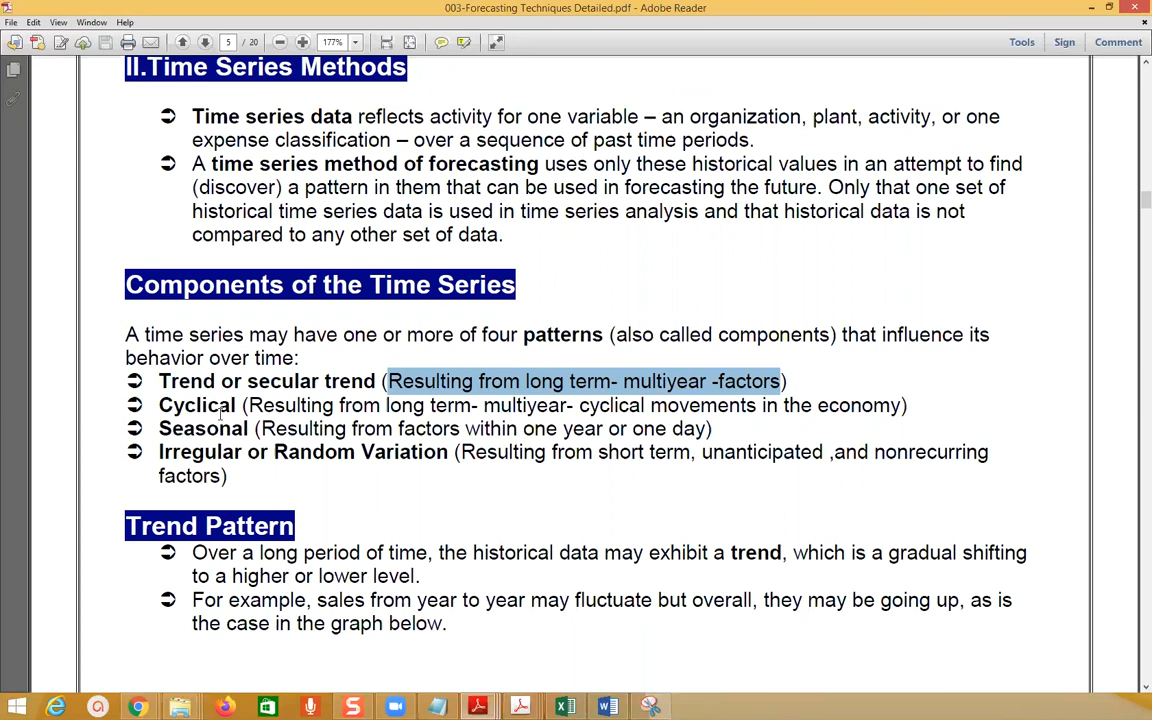 003-Forecasting Techniques Detailed.pdf - Adobe Reader
File Edit View Window Help
5 / 20 177% Tools Sign Comment
II.Time Series Methods
Time series data reflects activity for one variable – an organization, plant, activity, or one
expense classification – over a sequence of past time periods.
A time series method of forecasting uses only these historical values in an attempt to find
(discover) a pattern in them that can be used in forecasting the future. Only that one set of
historical time series data is used in time series analysis and that historical data is not
compared to any other set of data.
Components of the Time Series
A time series may have one or more of four patterns (also called components) that influence its
behavior over time:
Trend or secular trend (Resulting from long term- multiyear -factors)
Cyclical (Resulting from long term- multiyear- cyclical movements in the economy)
Seasonal (Resulting from factors within one year or one day)
Irregular or Random Variation (Resulting from short term, unanticipated ,and nonrecurring
factors)
Trend Pattern
Over a long period of time, the historical data may exhibit a trend, which is a gradual shifting
to a higher or lower level.
For example, sales from year to year may fluctuate but overall, they may be going up, as is
the case in the graph below.